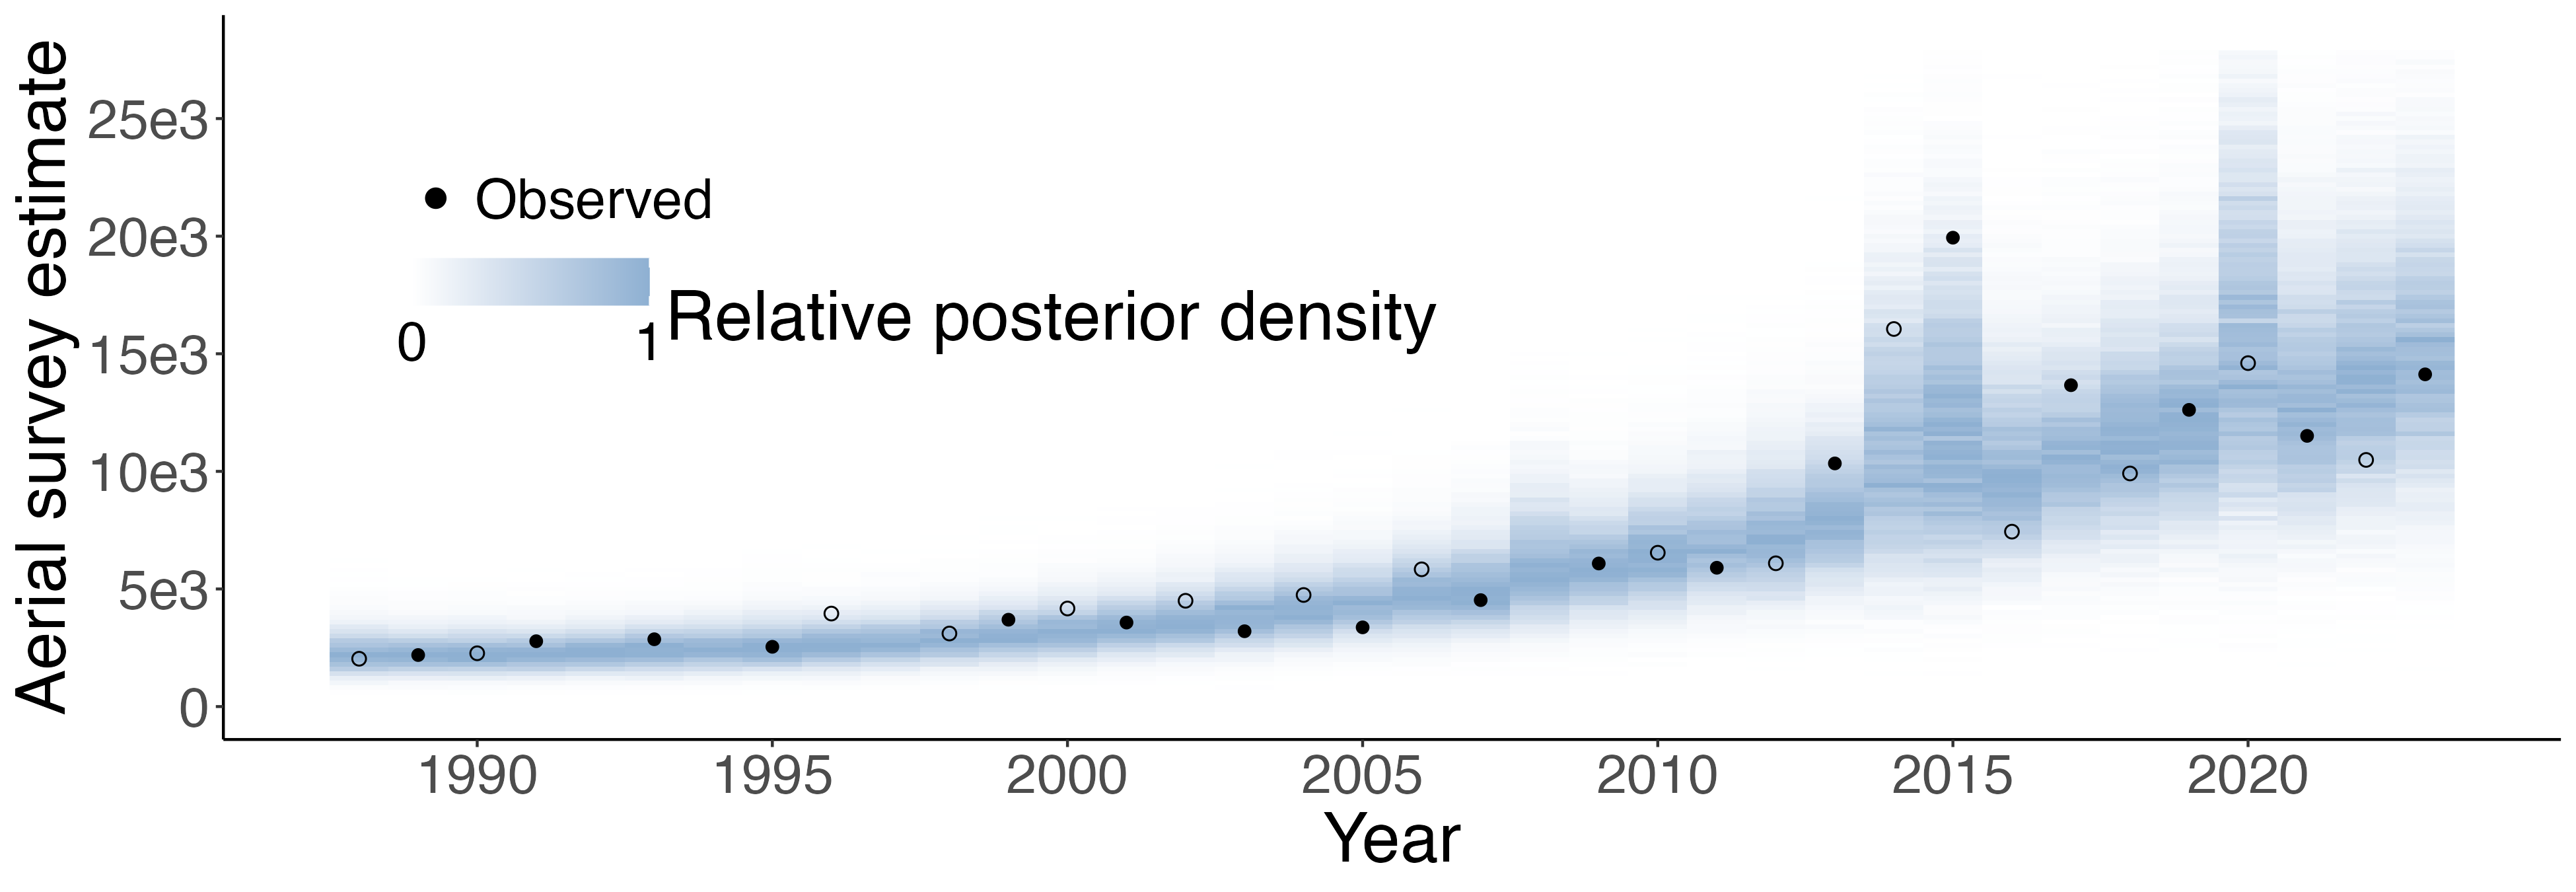 Aerial survey estimate
25e3
20e3
15e3
10e3
5e3
0
Observed
0 1
Relative posterior density
1990 1995 2000 2005 2010 2015 2020
Year